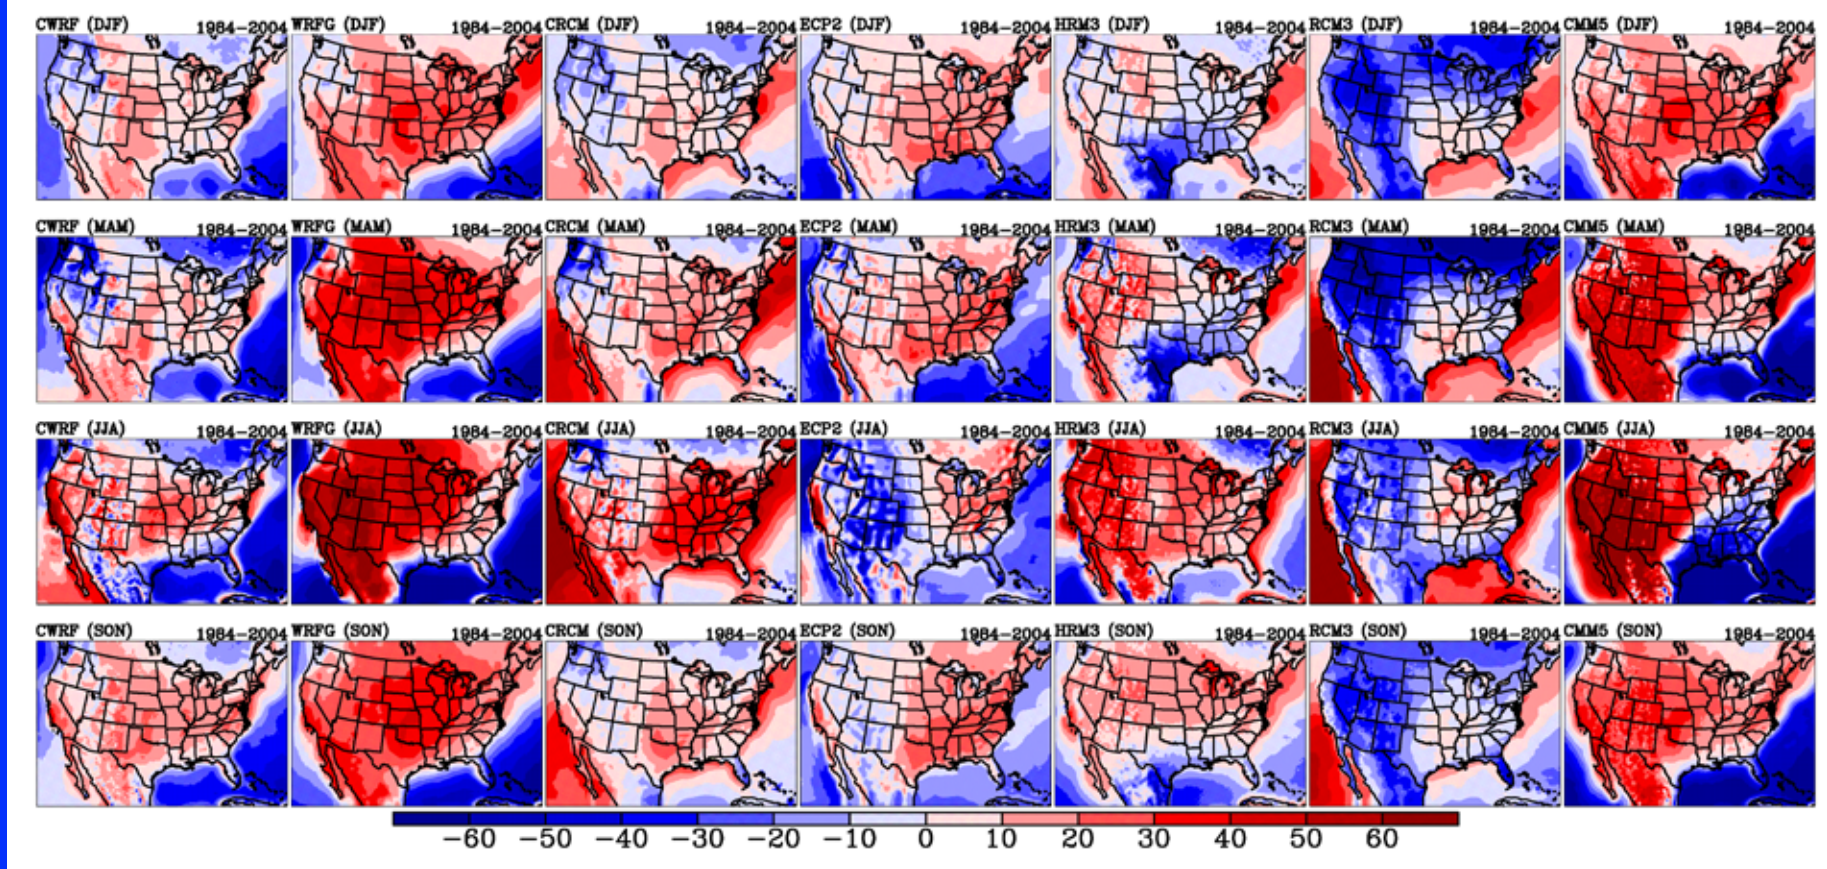 CWRF (DJF) 1984-2004 WRFG (DJF) 1984-2004 CRCM (DJF) 1984-2004 ECP2 (DJF) 1984-2004 HRM3 (DJF) 1984-2004 RCM3 (DJF) 1984-2004 CMM5 (DJF) 1984-2004
CWRF (MAM) 1984-2004 WRFG (MAM) 1984-2004 CRCM (MAM) 1984-2004 ECP2 (MAM) 1984-2004 HRM3 (MAM) 1984-2004 RCM3 (MAM) 1984-2004 CMM5 (MAM) 1984-2004
CWRF (JJA) 1984-2004 WRFG (JJA) 1984-2004 CRCM (JJA) 1984-2004 ECP2 (JJA) 1984-2004 HRM3 (JJA) 1984-2004 RCM3 (JJA) 1984-2004 CMM5 (JJA) 1984-2004
CWRF (SON) 1984-2004 WRFG (SON) 1984-2004 CRCM (SON) 1984-2004 ECP2 (SON) 1984-2004 HRM3 (SON) 1984-2004 RCM3 (SON) 1984-2004 CMM5 (SON) 1984-2004
-60 -50 -40 -30 -20 -10 0 10 20 30 40 50 60